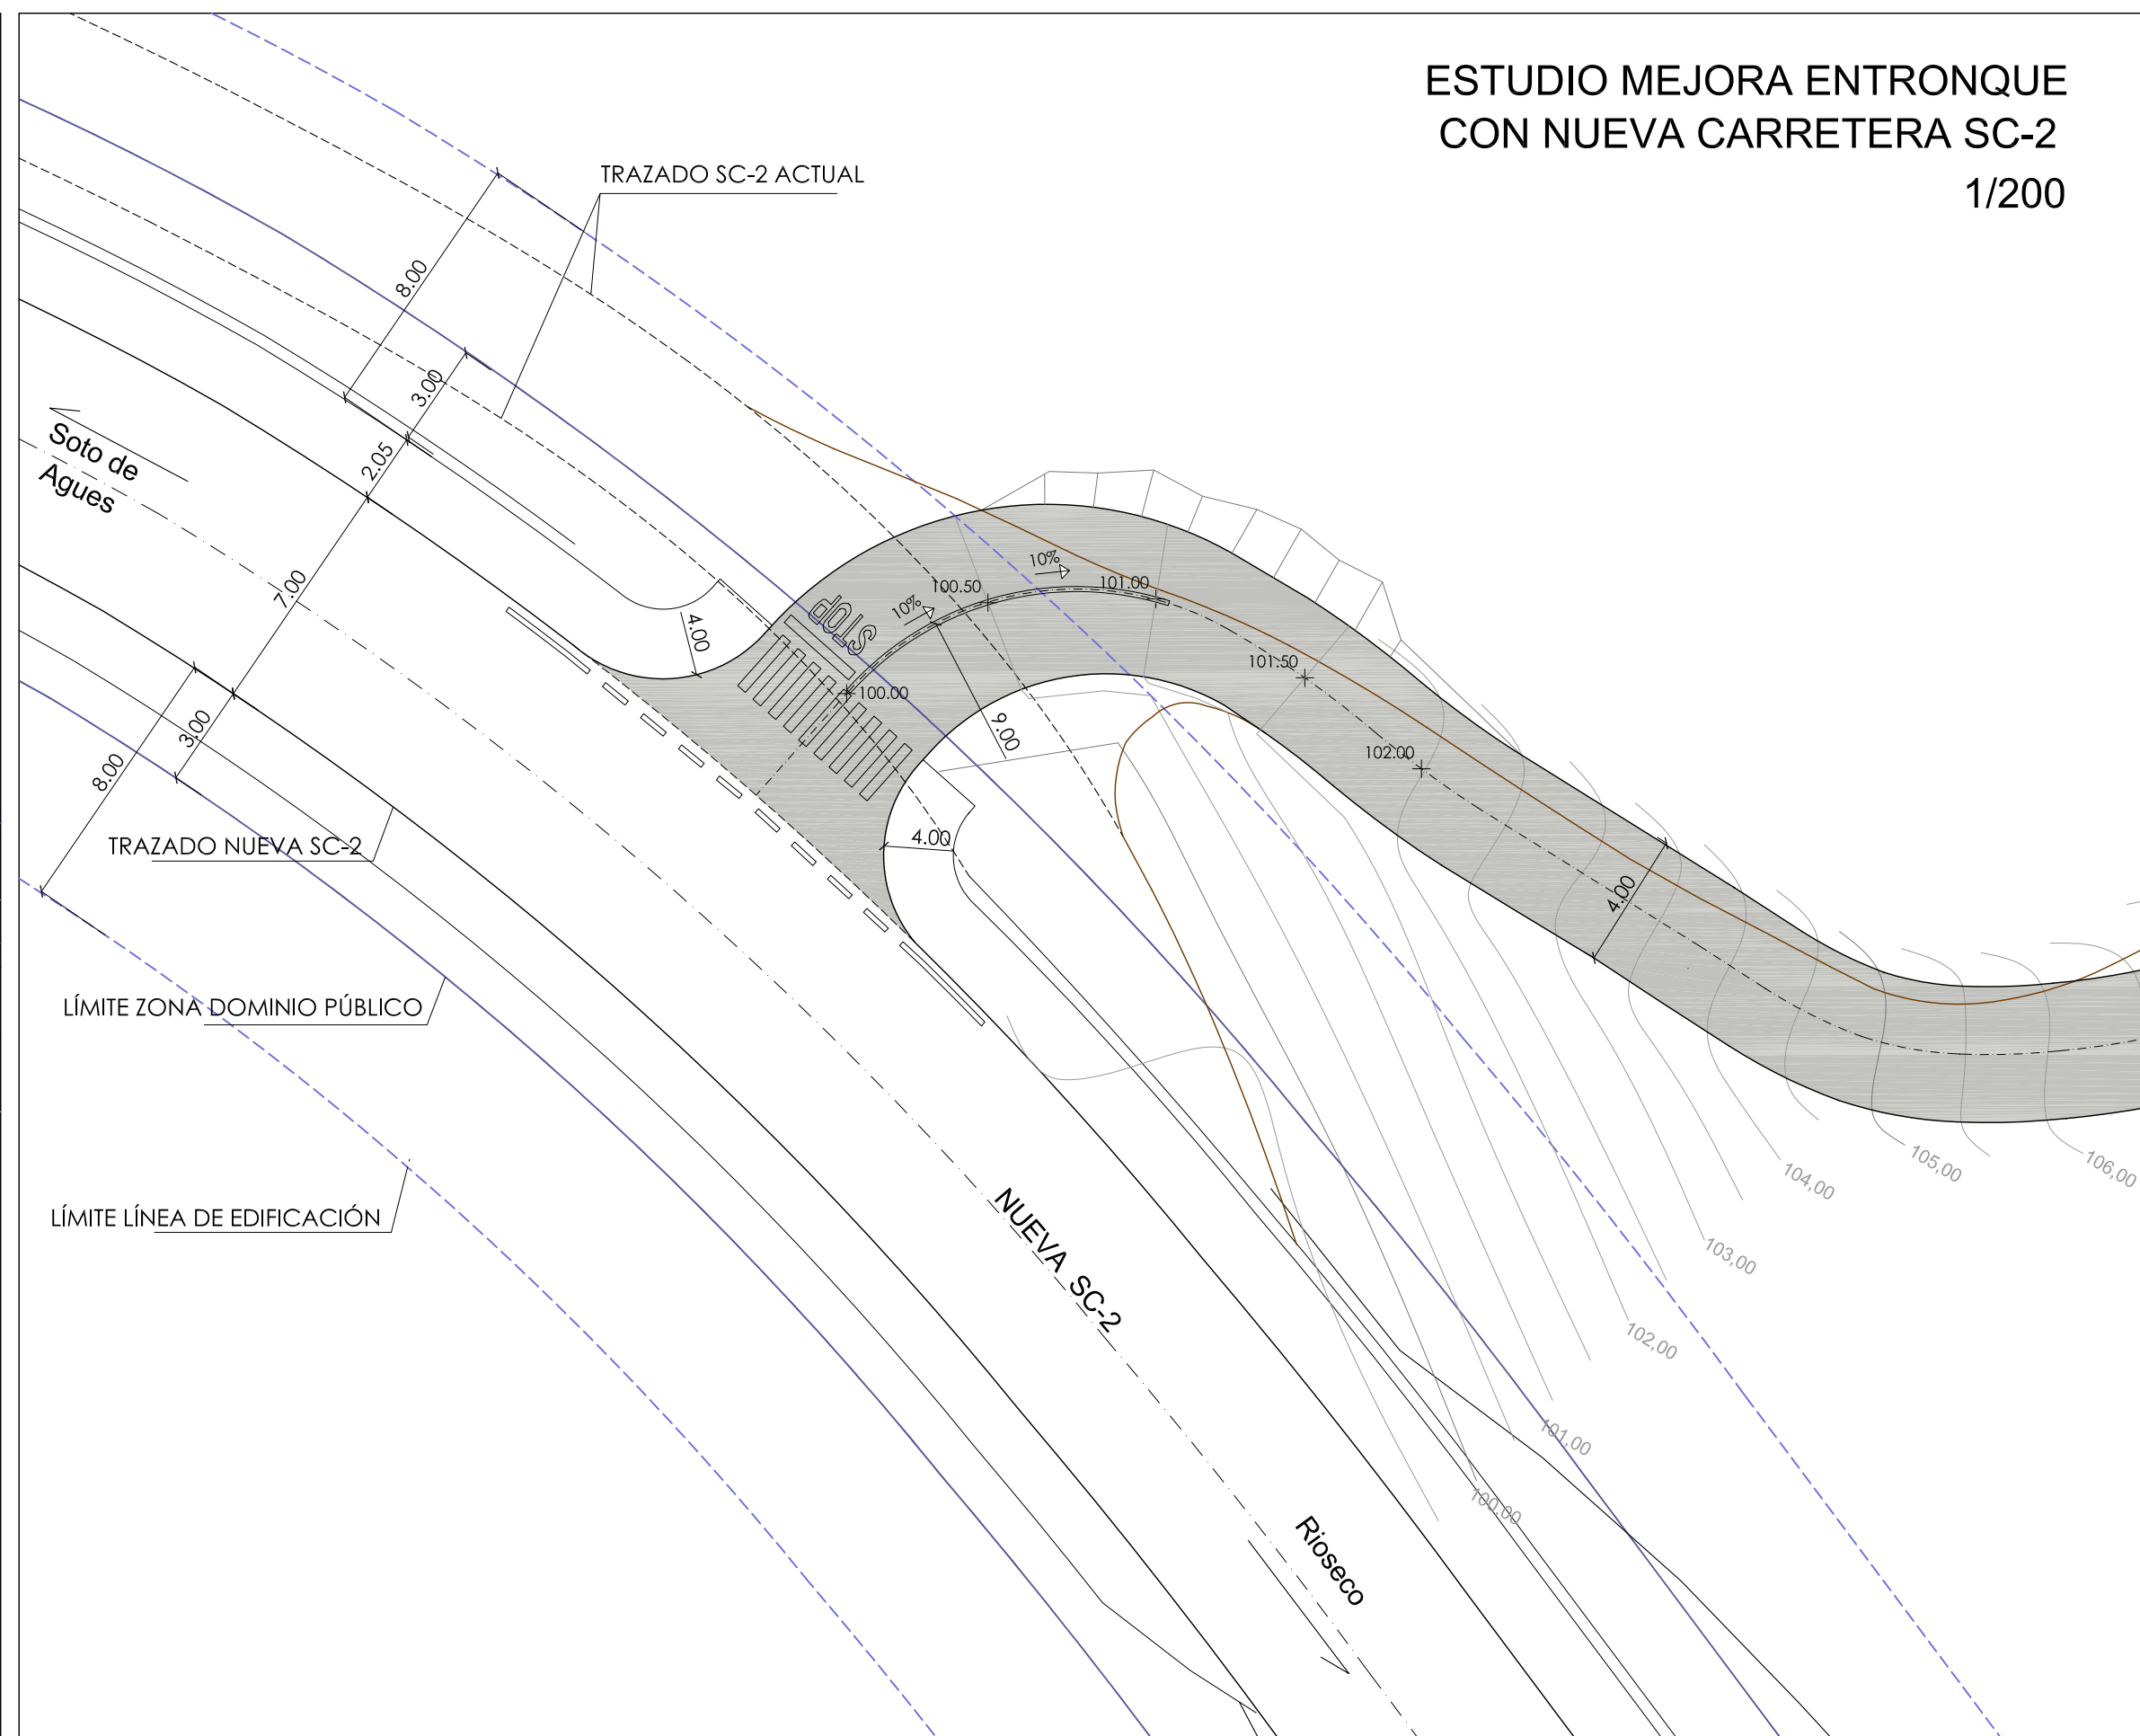 ESTUDIO MEJORA ENTRONQUE
CON NUEVA CARRETERA SC-2
1/200
TRAZADO SC-2 ACTUAL
8.00
3.00
2.05
7.00
3.00
8.00
Soto de
Agues
STOP
4.00
10%
100.50
10%
101.00
100.00
9.00
101.50
102.00
4.00
4.00
TRAZADO NUEVA SC-2
LÍMITE ZONA DOMINIO PÚBLICO
LÍMITE LÍNEA DE EDIFICACIÓN
NUEVA SC-2
Rioseco
106,00
105,00
104,00
103,00
102,00
101,00
100,00